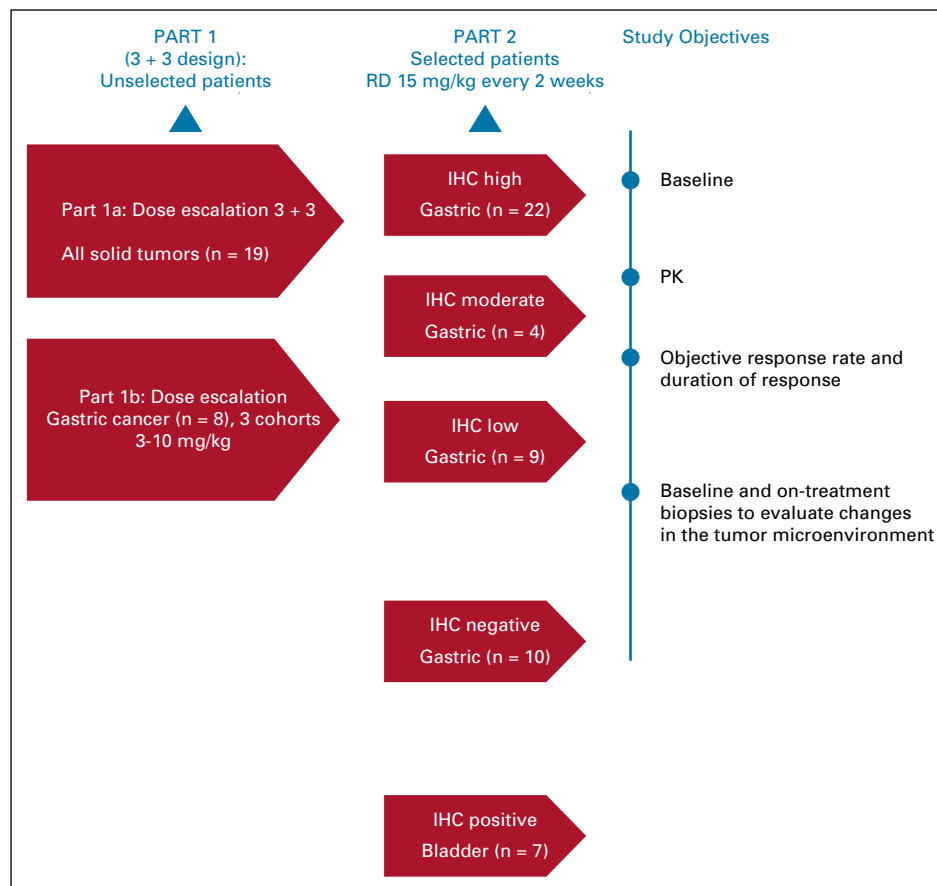 PART 1
(3 + 3 design):
Unselected patients
PART 2
Selected patients
RD 15 mg/kg every 2 weeks
Study Objectives
Part 1a: Dose escalation 3 + 3
All solid tumors (n = 19)
Part 1b: Dose escalation
Gastric cancer (n = 8), 3 cohorts
3-10 mg/kg
IHC high
Gastric (n = 22)
IHC moderate
Gastric (n = 4)
IHC low
Gastric (n = 9)
IHC negative
Gastric (n = 10)
IHC positive
Bladder (n = 7)
Baseline
PK
Objective response rate and
duration of response
Baseline and on-treatment
biopsies to evaluate changes
in the tumor microenvironment